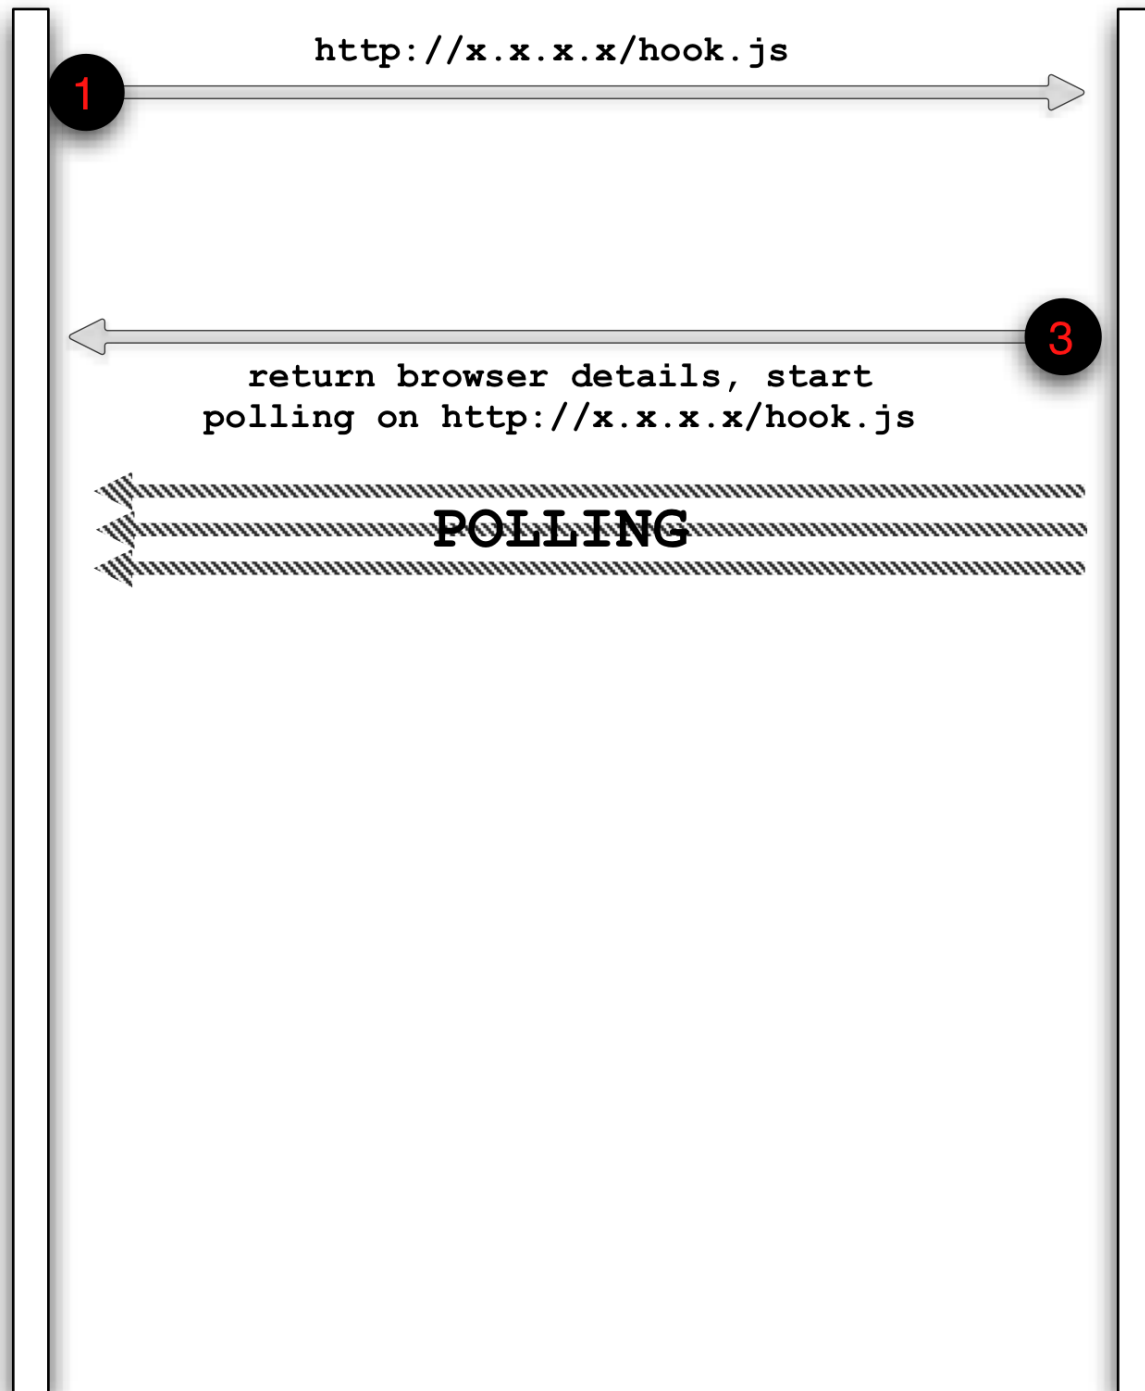 http://x.x.x.x/hook.js
1
3
return browser details, start
polling on http://x.x.x.x/hook.js
POLLING